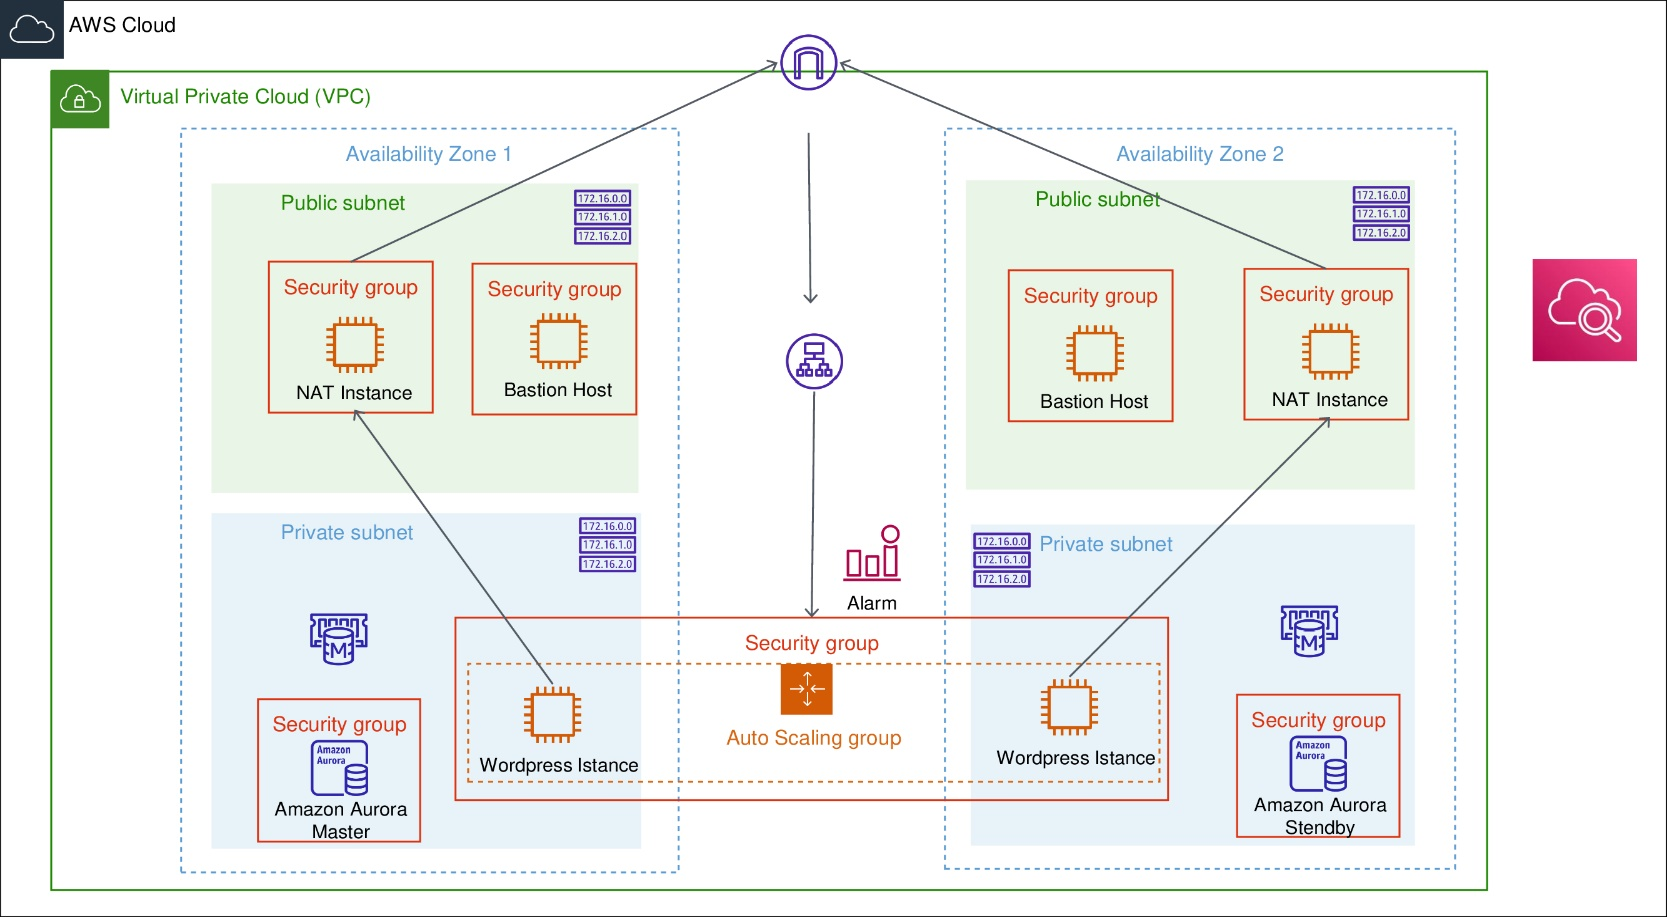 AWS Cloud
Virtual Private Cloud (VPC)
Availability Zone 1
Public subnet
172.16.0.0
172.16.1.0
172.16.2.0
Security group
NAT Instance
Security group
Bastion Host
Private subnet
172.16.0.0
172.16.1.0
172.16.2.0
M
Security group
Amazon
Aurora
Amazon Aurora
Master
Alarm
Security group
Auto Scaling group
Wordpress Istance
Wordpress Istance
Availability Zone 2
Public subnet
172.16.0.0
172.16.1.0
172.16.2.0
Security group
Bastion Host
Security group
NAT Instance
172.16.0.0
172.16.1.0
172.16.2.0
Private subnet
M
Security group
Amazon
Aurora
Amazon Aurora
Stendby